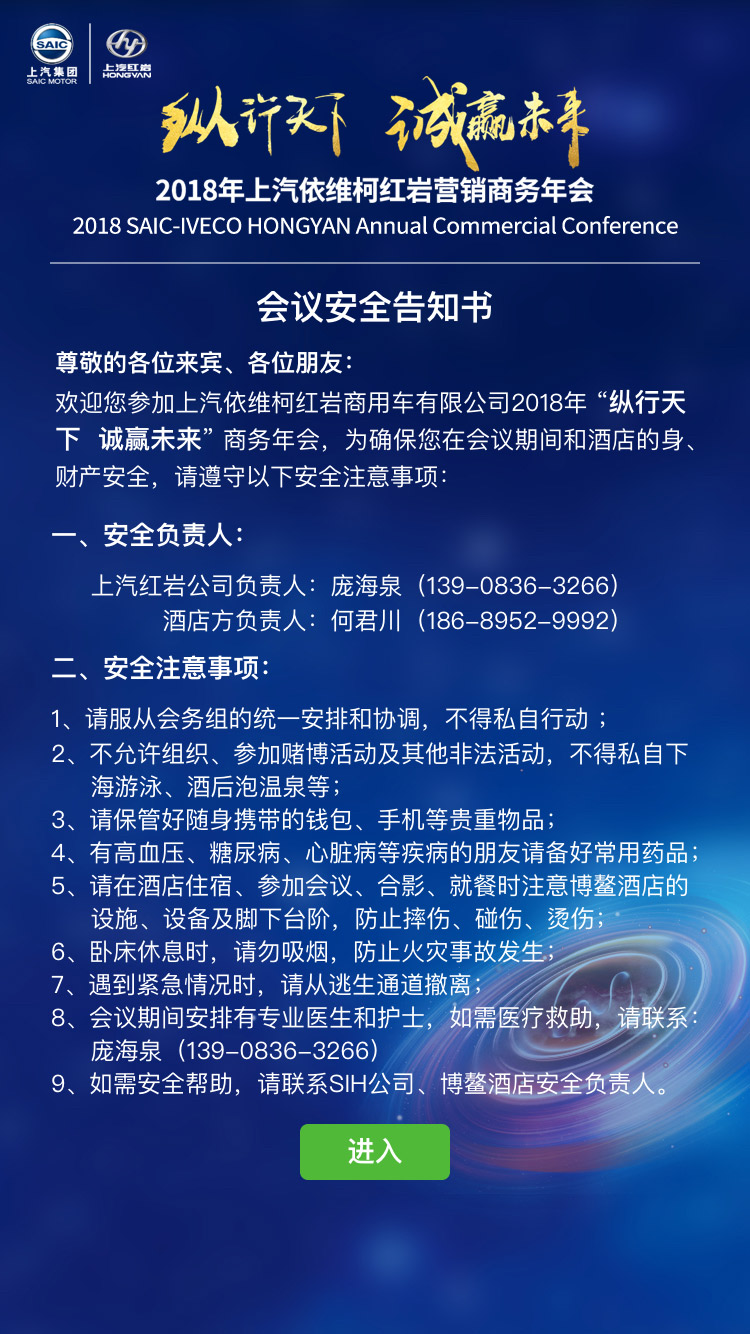 SAIC
上汽集团
SAIC MOTOR
上汽红岩
HONGYAN
纵行天下 诚赢未来
2018年上汽依维柯红岩营销商务年会
2018 SAIC-IVECO HONGYAN Annual Commercial Conference
会议安全告知书
尊敬的各位来宾、各位朋友：
欢迎您参加上汽依维柯红岩商用车有限公司2018年“纵行天
下 诚赢未来”商务年会，为确保您在会议期间和酒店的身、
财产安全，请遵守以下安全注意事项：
一、安全负责人：
上汽红岩公司负责人：庞海泉（139-0836-3266）
酒店方负责人：何君川（186-8952-9992）
二、安全注意事项：
1、请服从会务组的统一安排和协调，不得私自行动；
2、不允许组织、参加赌博活动及其他非法活动，不得私自下
海游泳、酒后泡温泉等；
3、请保管好随身携带的钱包、手机等贵重物品；
4、有高血压、糖尿病、心脏病等疾病的朋友请备好常用药品；
5、请在酒店住宿、参加会议、合影、就餐时注意博鳌酒店的
设施、设备及脚下台阶，防止摔伤、碰伤、烫伤；
6、卧床休息时，请勿吸烟，防止火灾事故发生；
7、遇到紧急情况时，请从逃生通道撤离；
8、会议期间安排有专业医生和护士，如需医疗救助，请联系：
庞海泉（139-0836-3266）
9、如需安全帮助，请联系SIH公司、博鳌酒店安全负责人。
进入